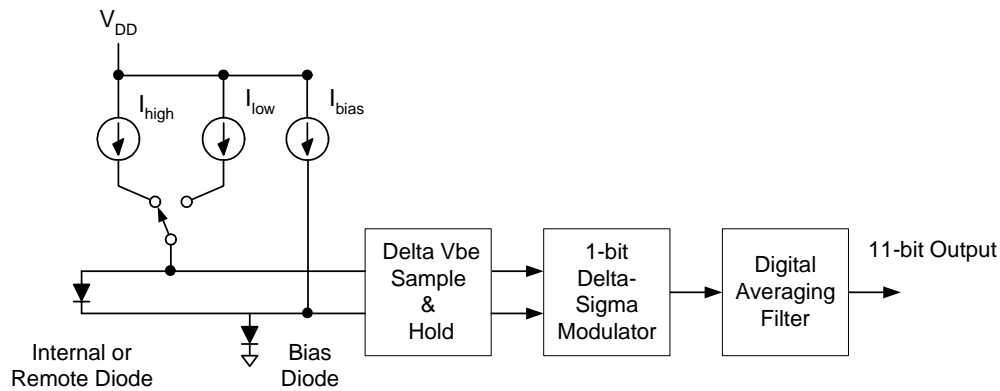 V_DD
I_high
I_low
I_bias
Delta Vbe
Sample
&
Hold
1-bit
Delta-
Sigma
Modulator
Digital
Averaging
Filter
11-bit Output
Internal or
Remote Diode
Bias
Diode